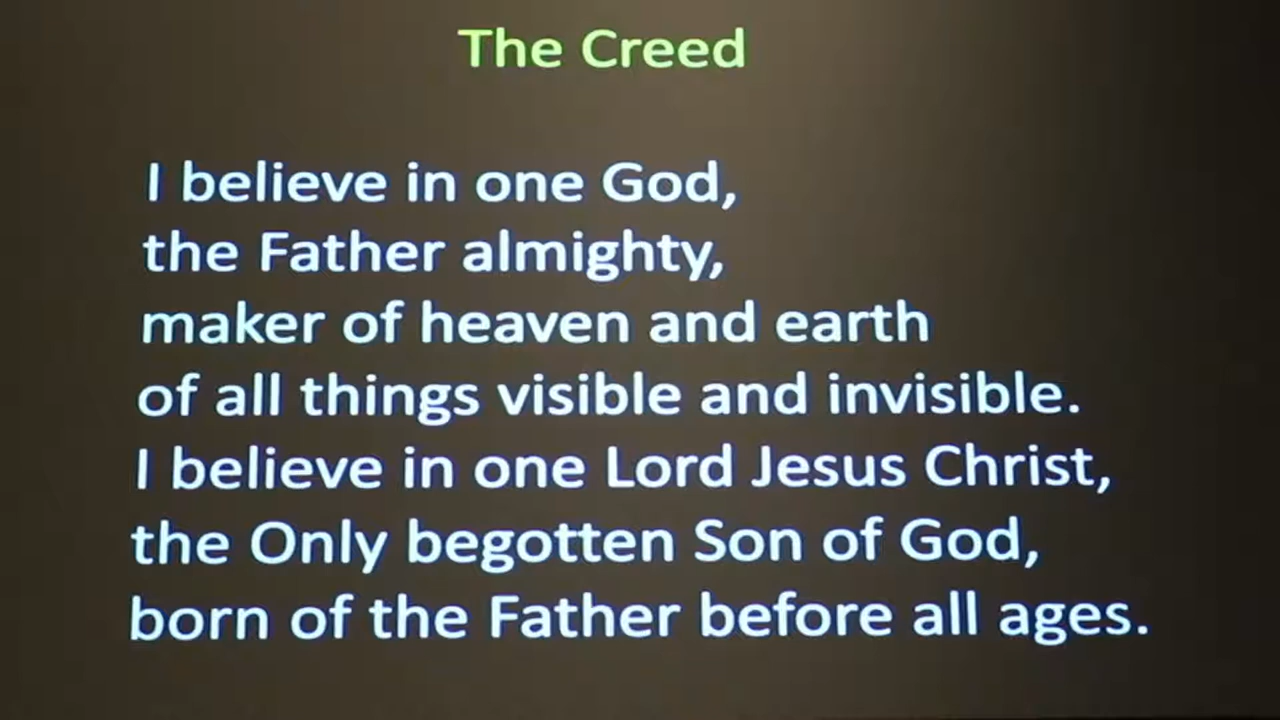 The Creed
I believe in one God,
the Father almighty,
maker of heaven and earth
of all things visible and invisible.
I believe in one Lord Jesus Christ,
the Only begotten Son of God,
born of the Father before all ages.